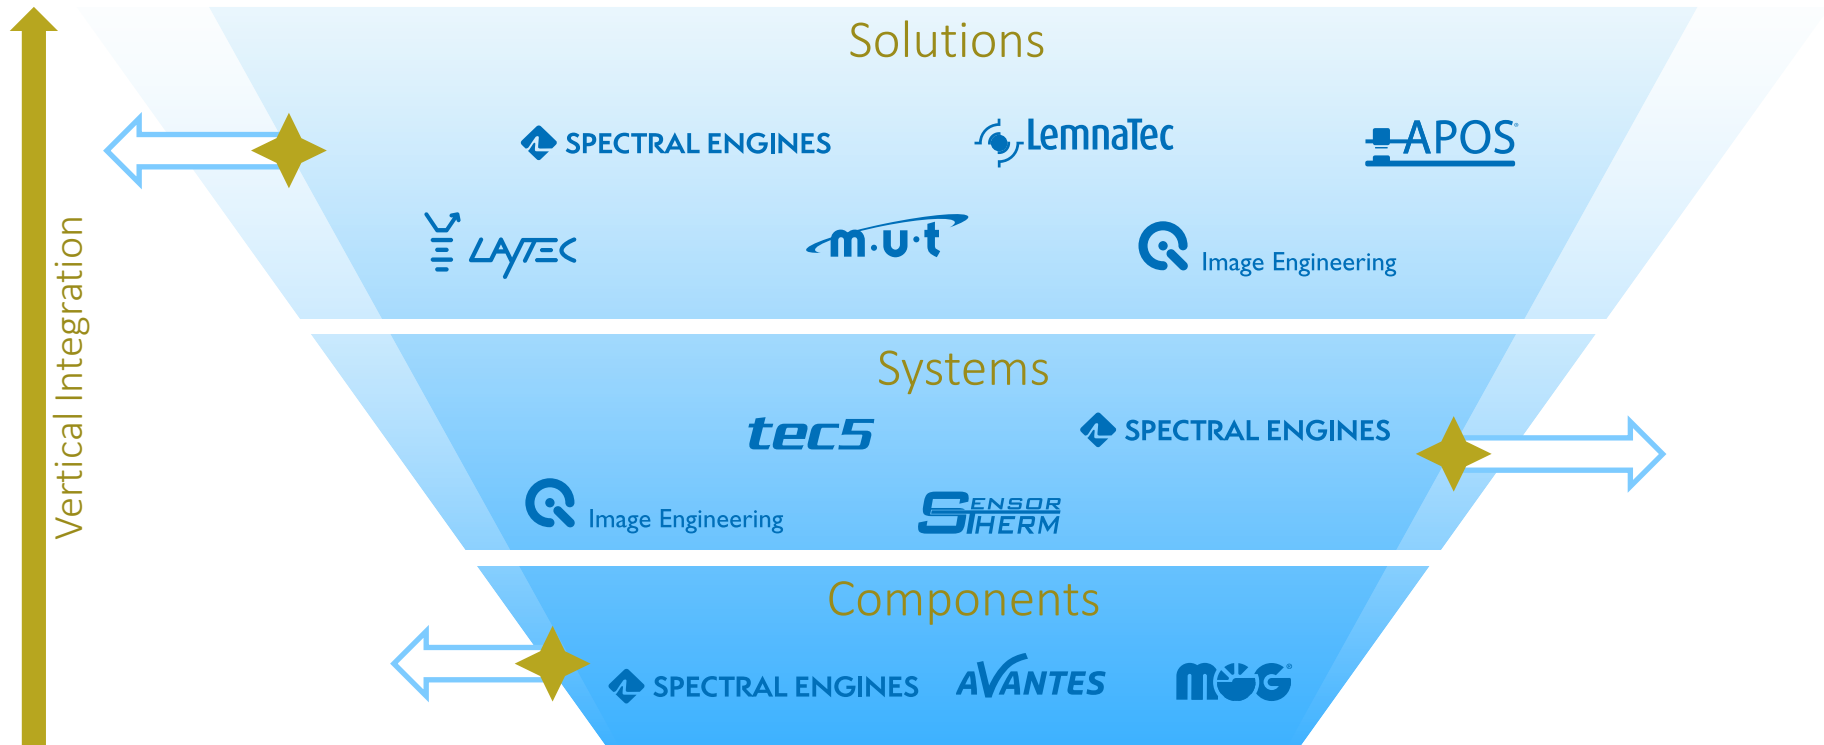 Solutions
SPECTRAL ENGINES
LemnaTec
APOS®
LAYTEC
m·u·t
Image Engineering
Vertical Integration
Systems
tec5
SPECTRAL ENGINES
Image Engineering
SENSOR
THERM
Components
SPECTRAL ENGINES
AVANTES
MOG®